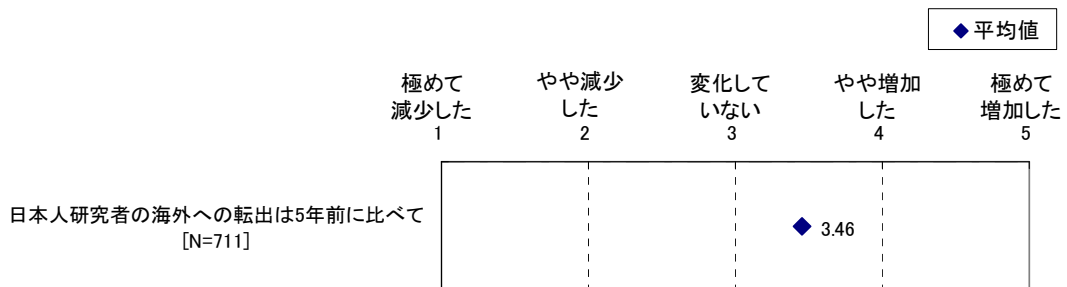 ◆平均値
極めて
減少した
1
やや減少
した
2
変化して
いない
3
やや増加
した
4
極めて
増加した
5
日本人研究者の海外への転出は5年前に比べて
[N=711]
3.46